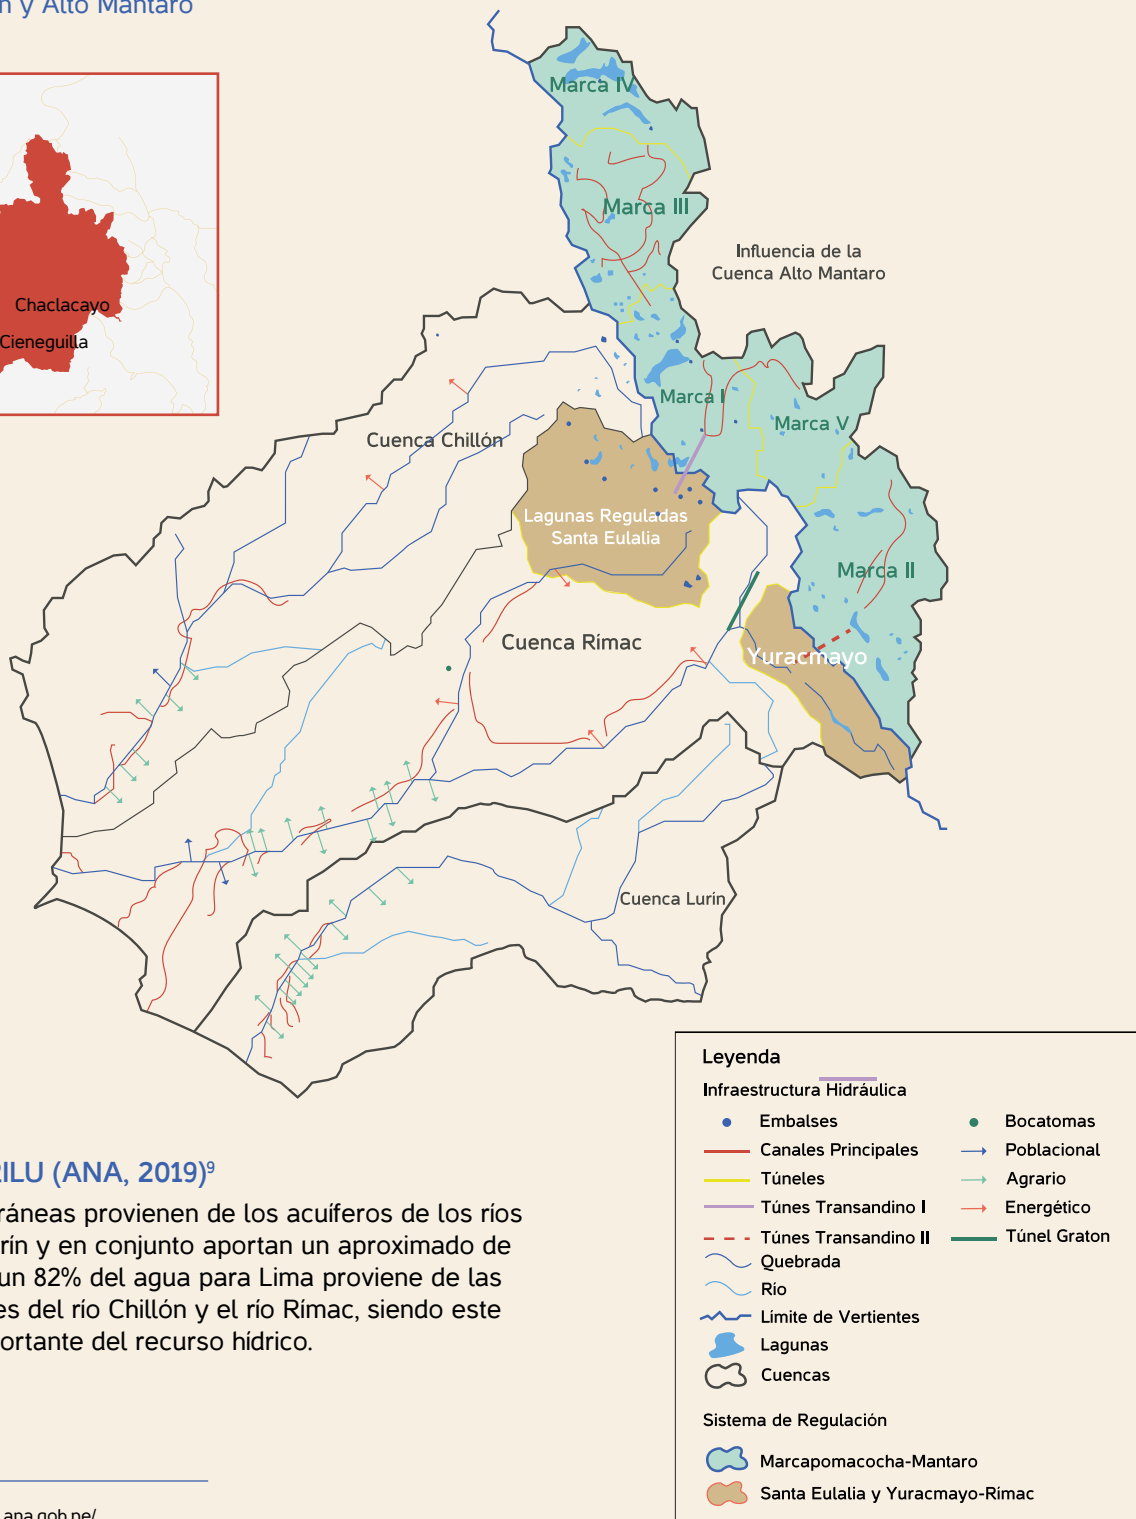 y Alto Mantaro
Chaclacayo
Cieneguilla
Marca IV
Marca III
Influencia de la
Cuenca Alto Mantaro
Marca I
Marca V
Cuenca Chillón
Lagunas Reguladas
Santa Eulalia
Marca II
Cuenca Rímac
Yuracmayo
Cuenca Lurín
Leyenda
Infraestructura Hidráulica
Embalses
Canales Principales
Túneles
Túnes Transandino I
Túnes Transandino II
Quebrada
Río
Límite de Vertientes
Lagunas
Cuencas
Bocatomas
Poblacional
Agrario
Energético
Túnel Graton
Sistema de Regulación
Marcapomacocha-Mantaro
Santa Eulalia y Yuracmayo-Rímac
RILU (ANA, 2019)9
ráneas provienen de los acuíferos de los ríos
rín y en conjunto aportan un aproximado de
un 82% del agua para Lima proviene de las
es del río Chillón y el río Rímac, siendo este
ortante del recurso hídrico.
ana.gob.pe/